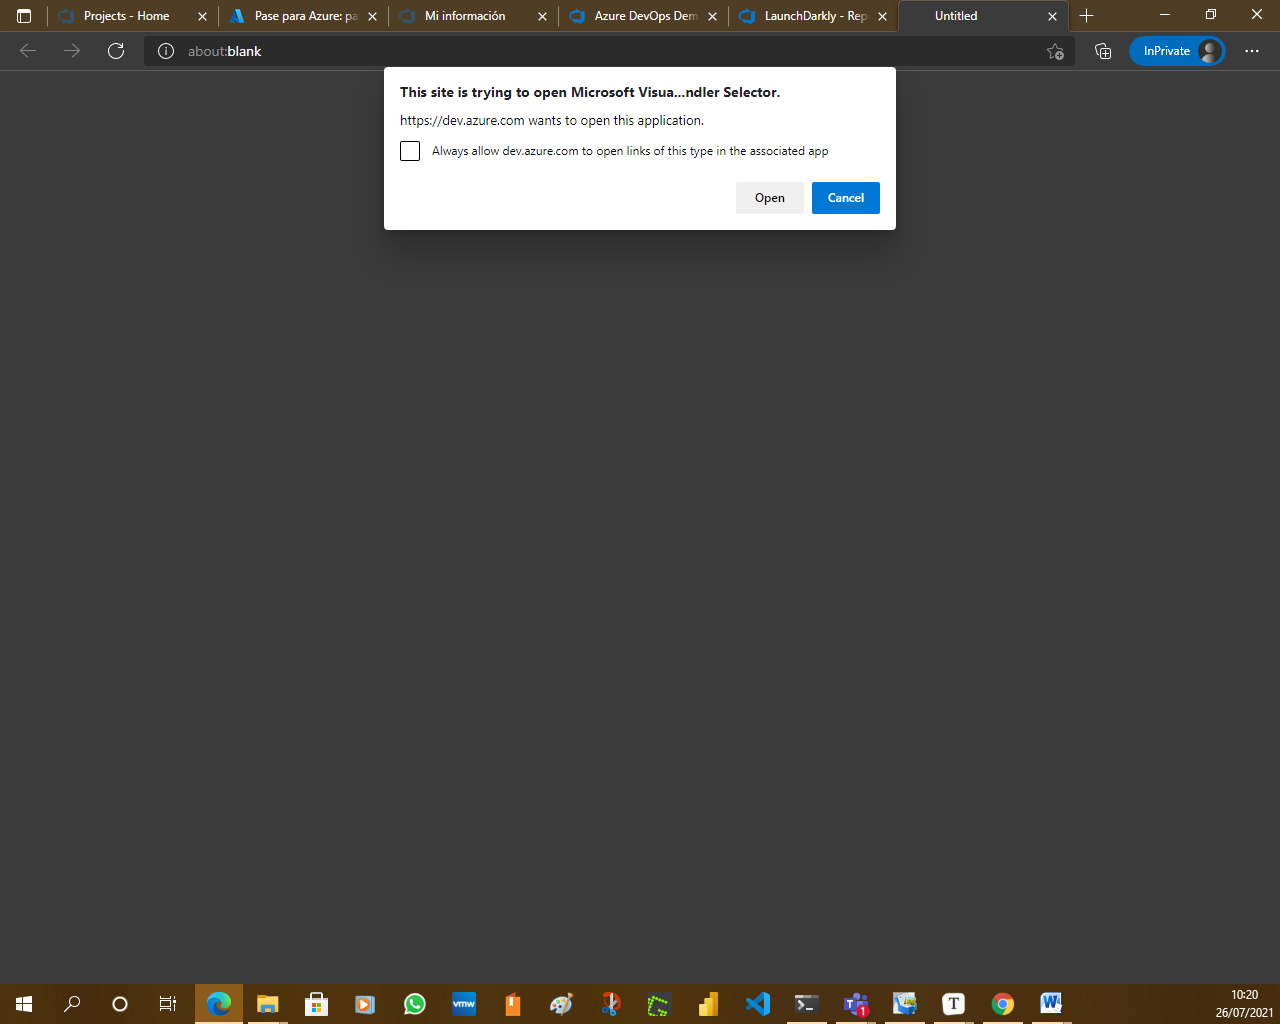 Projects - Home
Pase para Azure: pa
Mi información
Azure DevOps Dem
LaunchDarkly - Rep
Untitled
about:blank
InPrivate
This site is trying to open Microsoft Visua...ndler Selector.
https://dev.azure.com wants to open this application.
Always allow dev.azure.com to open links of this type in the associated app
Open
Cancel
vmw
T
1
W
10:20
26/07/2021